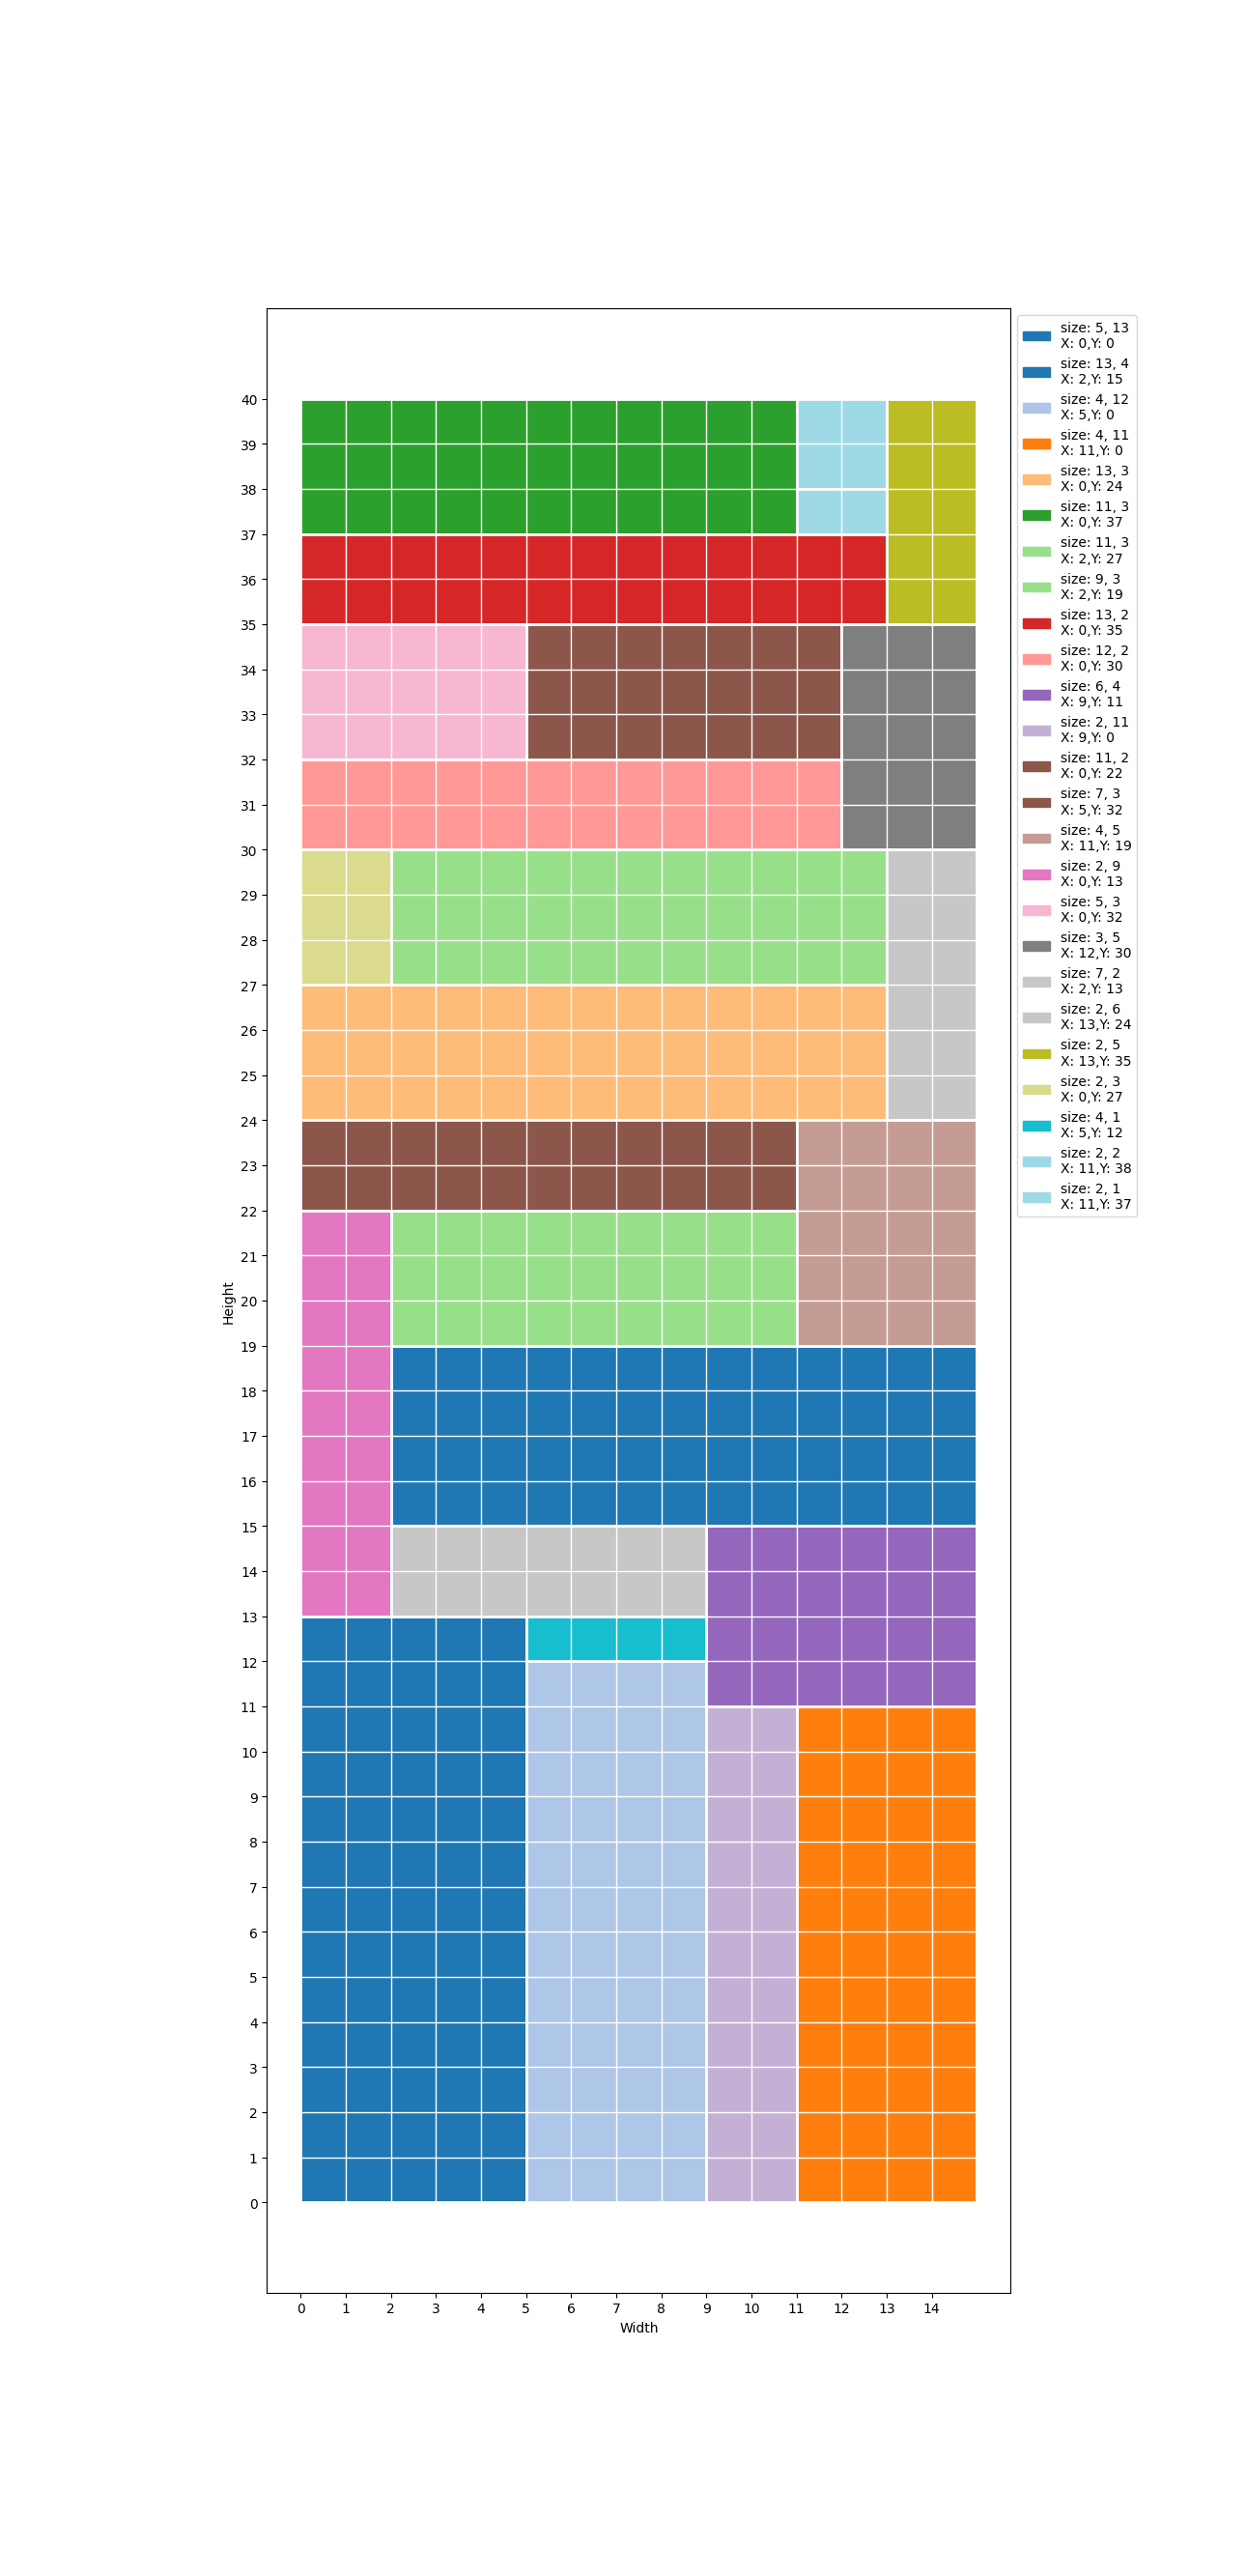 40
39
38
37
36
35
34
33
32
31
30
29
28
27
26
25
24
23
22
21
20
19
18
17
16
15
14
13
12
11
10
9
8
7
6
5
4
3
2
1
0
Height
0 1 2 3 4 5 6 7 8 9 10 11 12 13 14
Width
size: 5, 13
X: 0,Y: 0
size: 13, 4
X: 2,Y: 15
size: 4, 12
X: 5,Y: 0
size: 4, 11
X: 11,Y: 0
size: 13, 3
X: 0,Y: 24
size: 11, 3
X: 0,Y: 37
size: 11, 3
X: 2,Y: 27
size: 9, 3
X: 2,Y: 19
size: 13, 2
X: 0,Y: 35
size: 12, 2
X: 0,Y: 30
size: 6, 4
X: 9,Y: 11
size: 2, 11
X: 9,Y: 0
size: 11, 2
X: 0,Y: 22
size: 7, 3
X: 5,Y: 32
size: 4, 5
X: 11,Y: 19
size: 2, 9
X: 0,Y: 13
size: 5, 3
X: 0,Y: 32
size: 3, 5
X: 12,Y: 30
size: 7, 2
X: 2,Y: 13
size: 2, 6
X: 13,Y: 24
size: 2, 5
X: 13,Y: 35
size: 2, 3
X: 0,Y: 27
size: 4, 1
X: 5,Y: 12
size: 2, 2
X: 11,Y: 38
size: 2, 1
X: 11,Y: 37